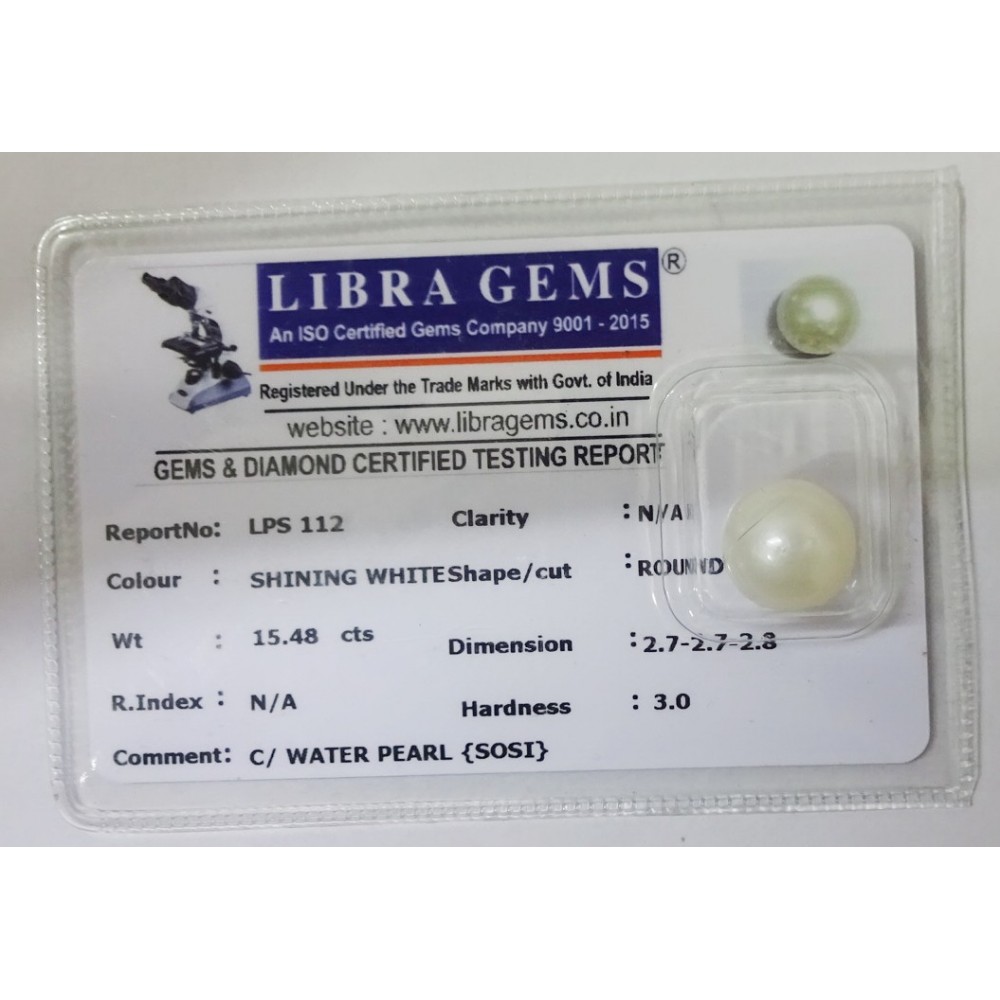 LIBRA GEMS®
An ISO Certified Gems Company 9001 - 2015
Registered Under the Trade Marks with Govt. of India
website : www.libragems.co.in
GEMS & DIAMOND CERTIFIED TESTING REPORT
ReportNo: LPS 112 Clarity : N/A
Colour : SHINING WHITE Shape/cut : ROUND
Wt : 15.48 cts Dimension : 2.7-2.7-2.8
R.Index : N/A Hardness : 3.0
Comment: C/ WATER PEARL {SOSI}